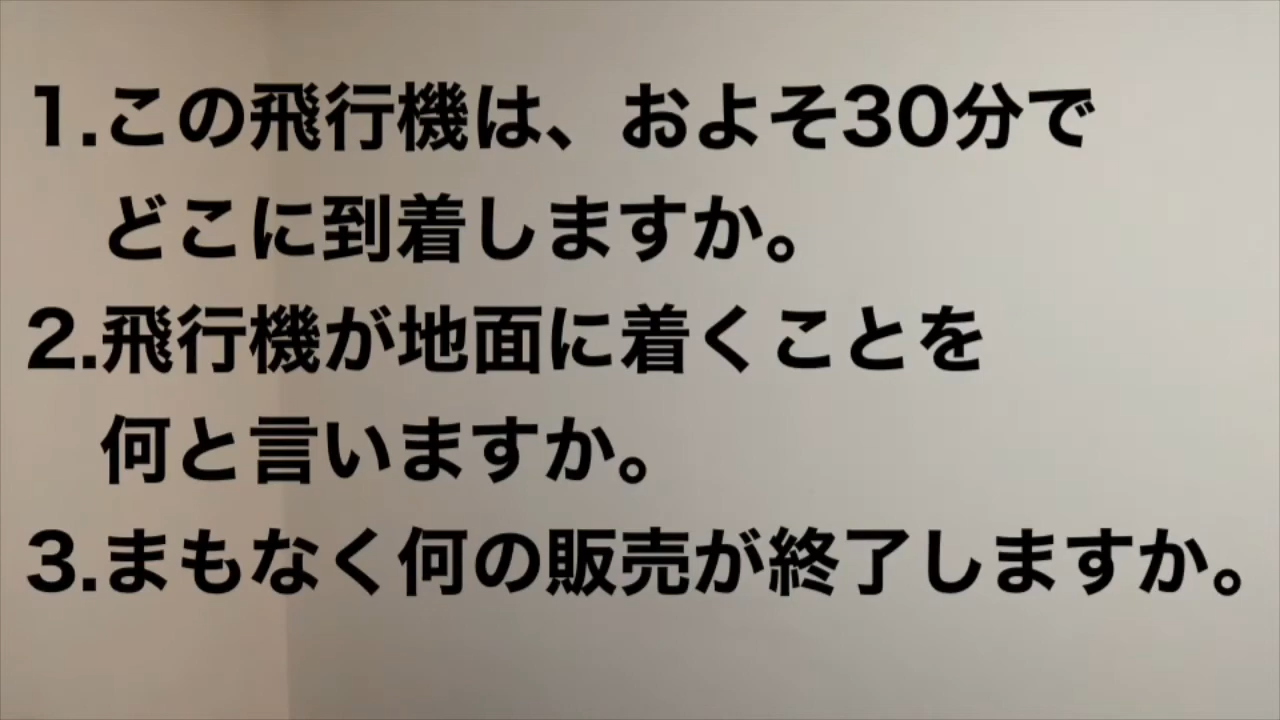 1.この飛行機は、およそ30分で
どこに到着しますか。
2.飛行機が地面に着くことを
何と言いますか。
3.まもなく何の販売が終了しますか。